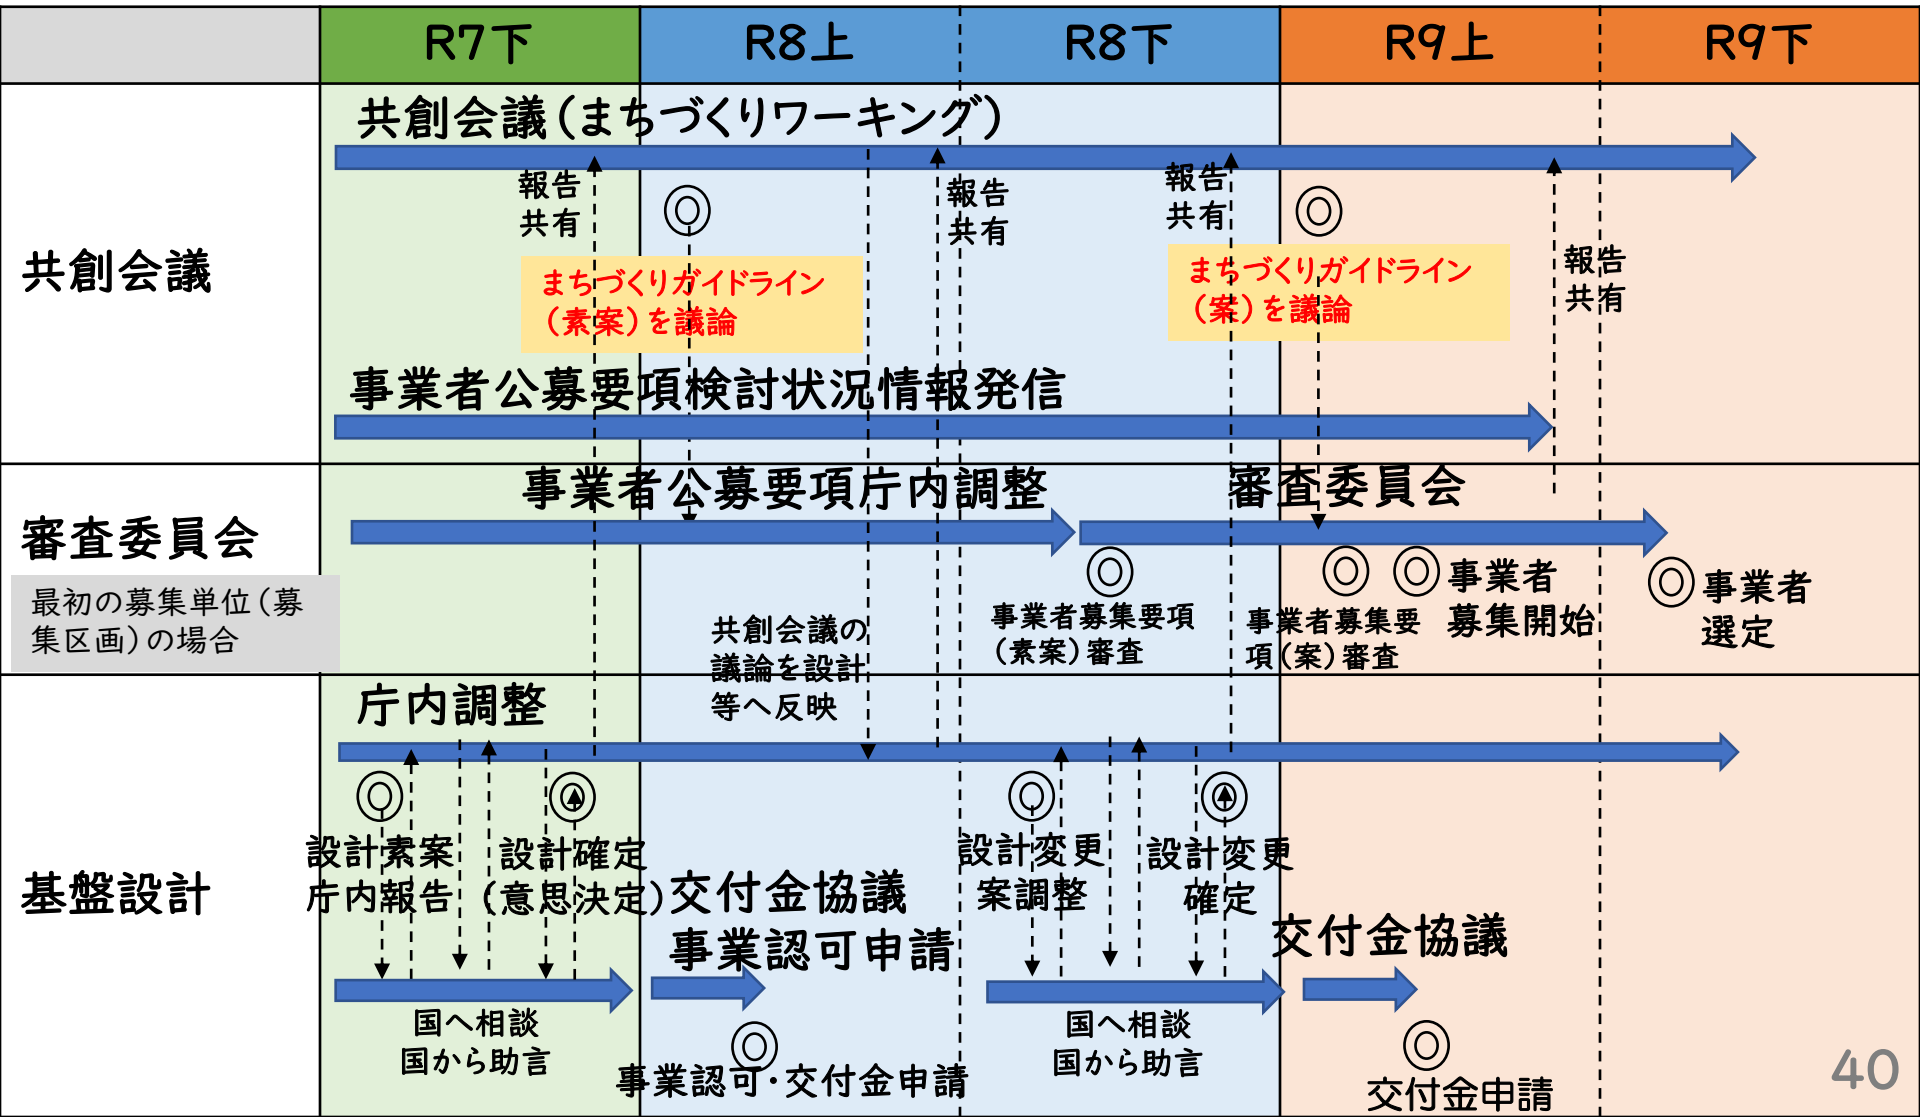 R7下
R8上
R8下
R9上
R9下
共創会議
共創会議(まちづくりワーキング)
報告
共有
報告
共有
報告
共有
報告
共有
まちづくりガイドライン
(素案)を議論
まちづくりガイドライン
(案)を議論
事業者公募要項検討状況情報発信
審査委員会
最初の募集単位(募
集区画)の場合
事業者公募要項庁内調整
審査委員会
事業者募集要項
(素案)審査
事業者募集要
項(案)審査
事業者
募集開始
事業者
選定
共創会議の
議論を設計
等へ反映
基盤設計
庁内調整
設計素案
庁内報告
設計確定
(意思決定)
設計変更
案調整
設計変更
確定
交付金協議
事業認可申請
交付金協議
国へ相談
国から助言
事業認可・交付金申請
国へ相談
国から助言
交付金申請
40